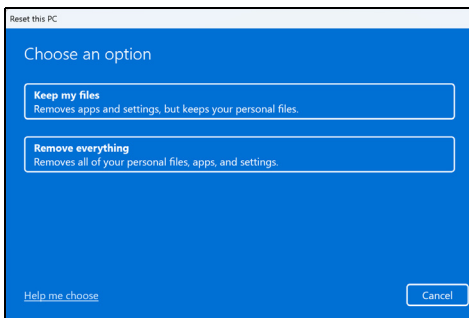 Reset this PC
Choose an option
Keep my files
Removes apps and settings, but keeps your personal files.
Remove everything
Removes all of your personal files, apps, and settings.
Help me choose
Cancel